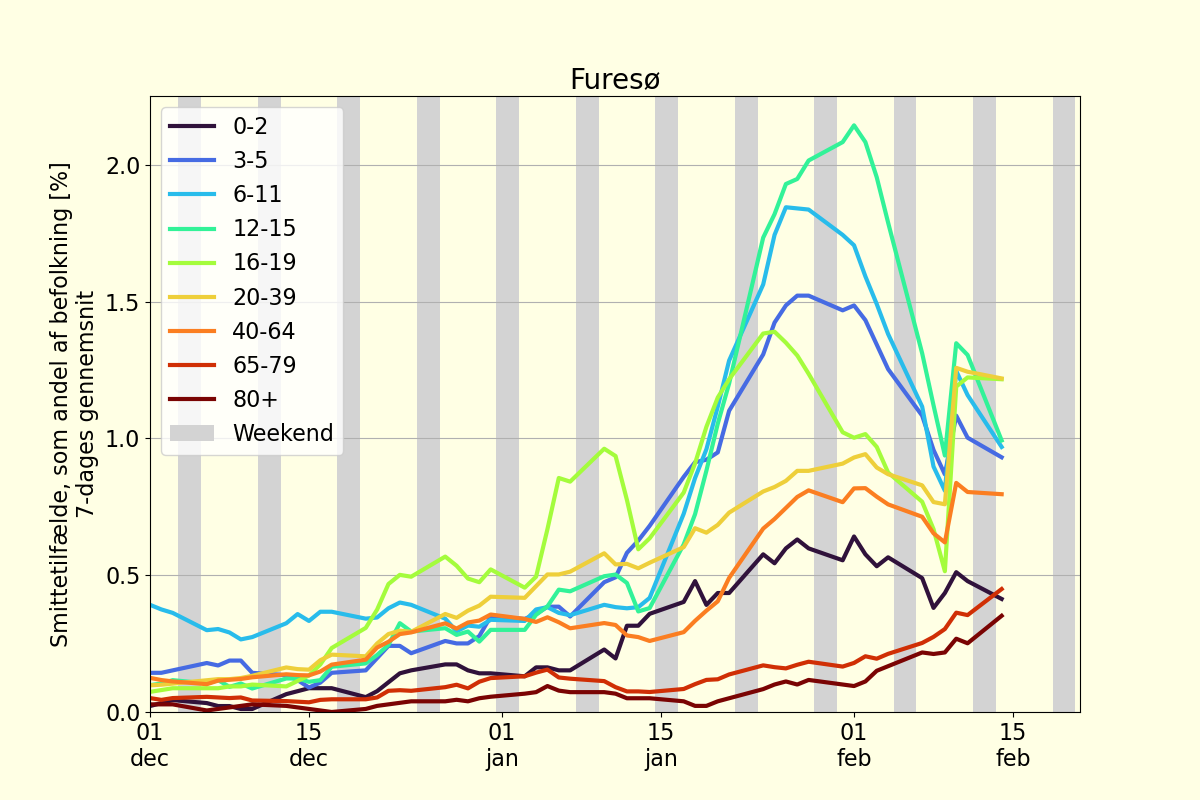 Furesø
Smittetilfælde, som andel af befolkning [%]
7-dages gennemsnit
2.0
1.5
1.0
0.5
0.0
0-2
3-5
6-11
12-15
16-19
20-39
40-64
65-79
80+
Weekend
01
dec
15
dec
01
jan
15
jan
01
feb
15
feb